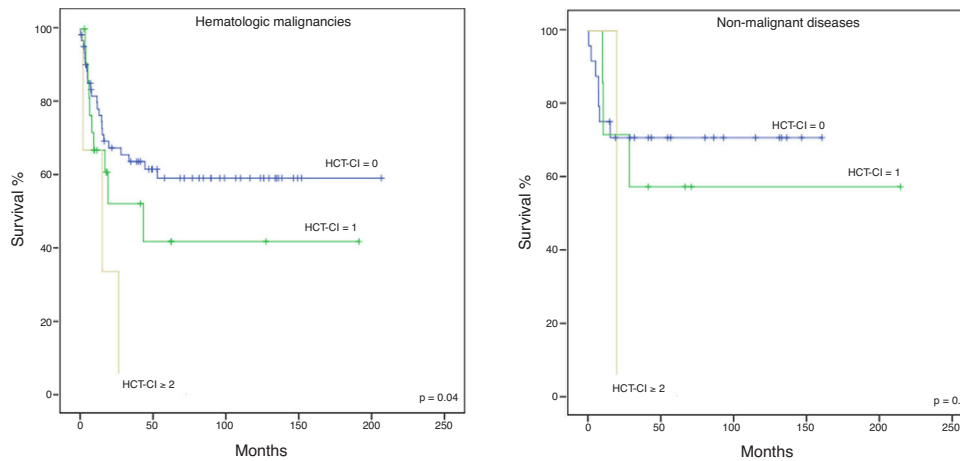 Hematologic malignancies
Survival %
100
80
60
40
20
0
HCT-CI = 0
HCT-CI = 1
HCT-CI ≥ 2
p = 0.04
0 50 100 150 200 250
Months
Non-malignant diseases
Survival %
100
80
60
40
20
0
HCT-CI = 0
HCT-CI = 1
HCT-CI ≥ 2
p = 0.
0 50 100 150 200 250
Months